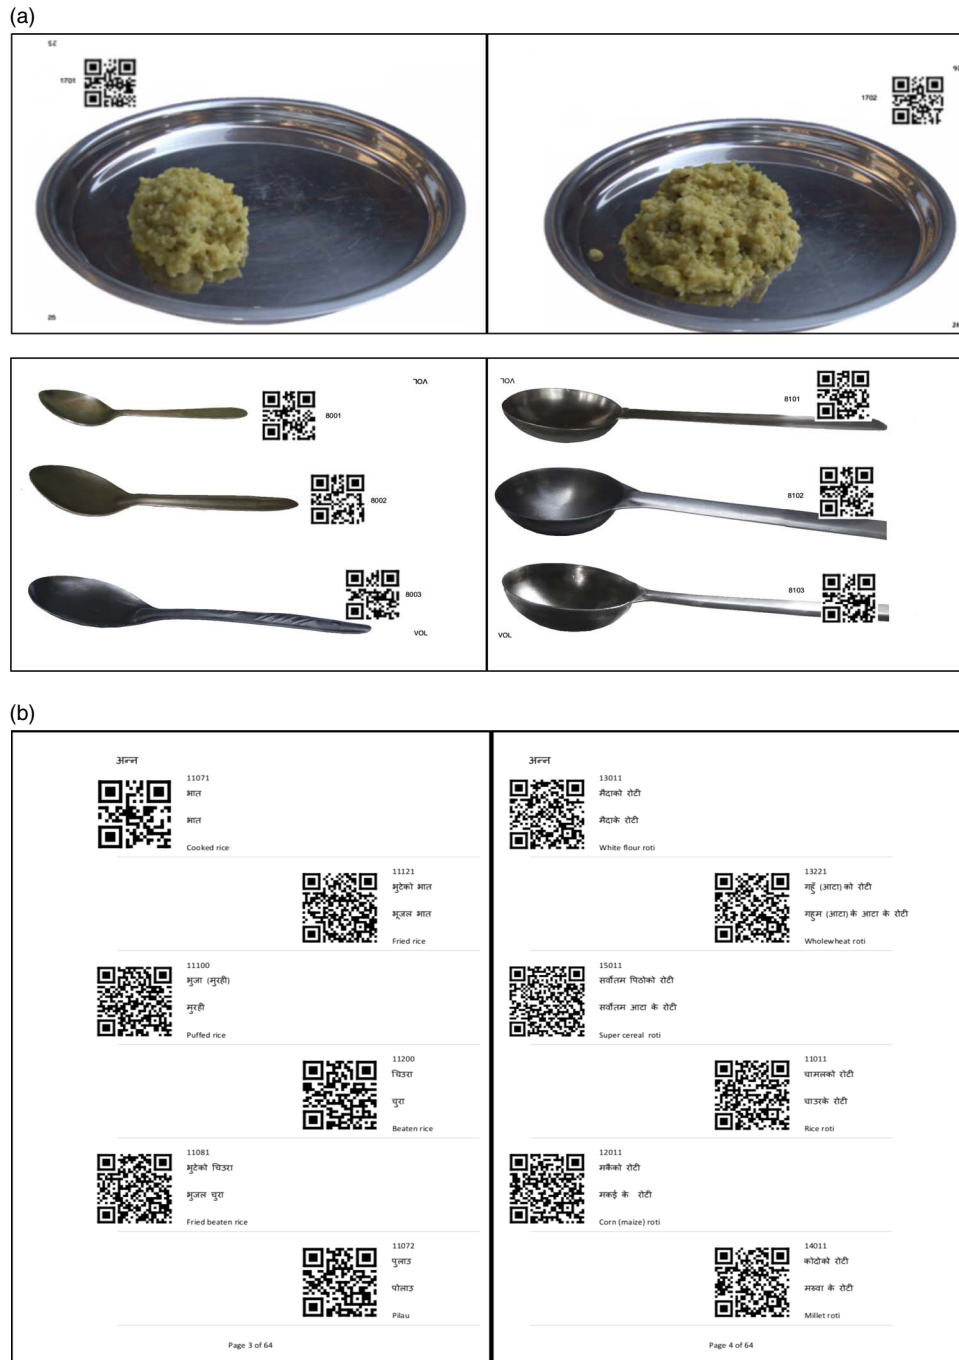 (a)
25
1701
25
26
1702
26
VOL
8001
8002
8003
VOL
VOL
8101
8102
8103
VOL
(b)
अन्न
11071
भात
भात
Cooked rice
11121
भुटेको भात
भूजल भात
Fried rice
11100
भुजा (मुरही)
मुरही
Puffed rice
11200
चिउरा
चुरा
Beaten rice
11081
भुटेको चिउरा
भुजल चुरा
Fried beaten rice
11072
पुलाउ
पोलाउ
Pilau
Page 3 of 64
अन्न
13011
मैदाको रोटी
मैदाके रोटी
White flour roti
13221
गहुँ (आटा) को रोटी
गहुम (आटा) के आटा के रोटी
Wholewheat roti
15011
सर्वोतम पिठोको रोटी
सर्वोतम आटा के रोटी
Super cereal roti
11011
चामलको रोटी
चाउरके रोटी
Rice roti
12011
मकैको रोटी
मकई के रोटी
Corn (maize) roti
14011
कोदोको रोटी
मरुवा के रोटी
Millet roti
Page 4 of 64